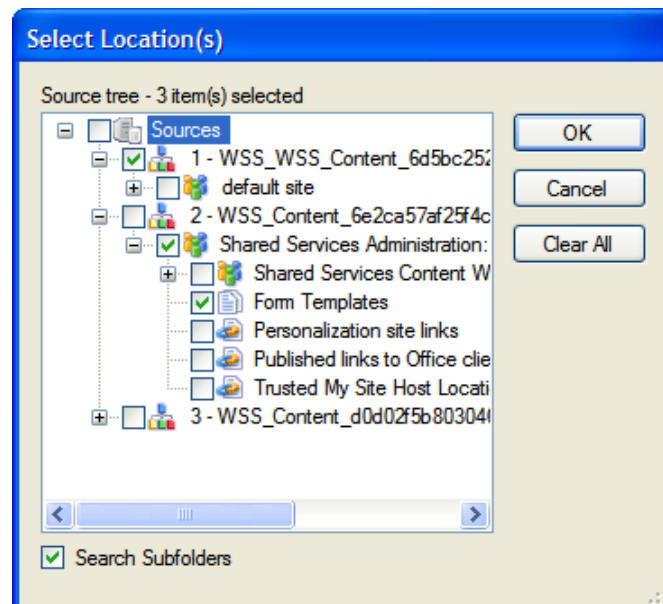 Select Location(s)
Source tree - 3 item(s) selected
Sources
1 - WSS_WSS_Content_6d5bc252
default site
2 - WSS_Content_6e2ca57af25f4c
Shared Services Administration:
Shared Services Content W
Form Templates
Personalization site links
Published links to Office clie
Trusted My Site Host Locati
3 - WSS_Content_d0d02f5b80304(
Search Subfolders
OK
Cancel
Clear All